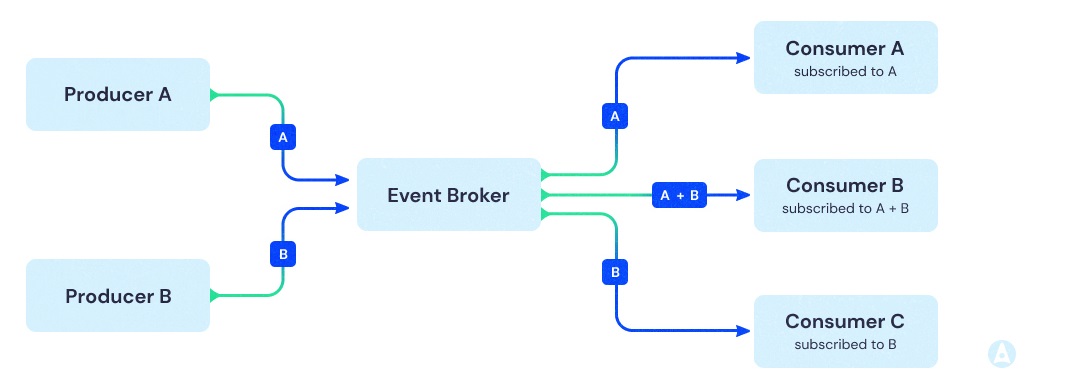 Producer A
A
Producer B
B
Event Broker
A
A + B
B
Consumer A
subscribed to A
Consumer B
subscribed to A + B
Consumer C
subscribed to B
A